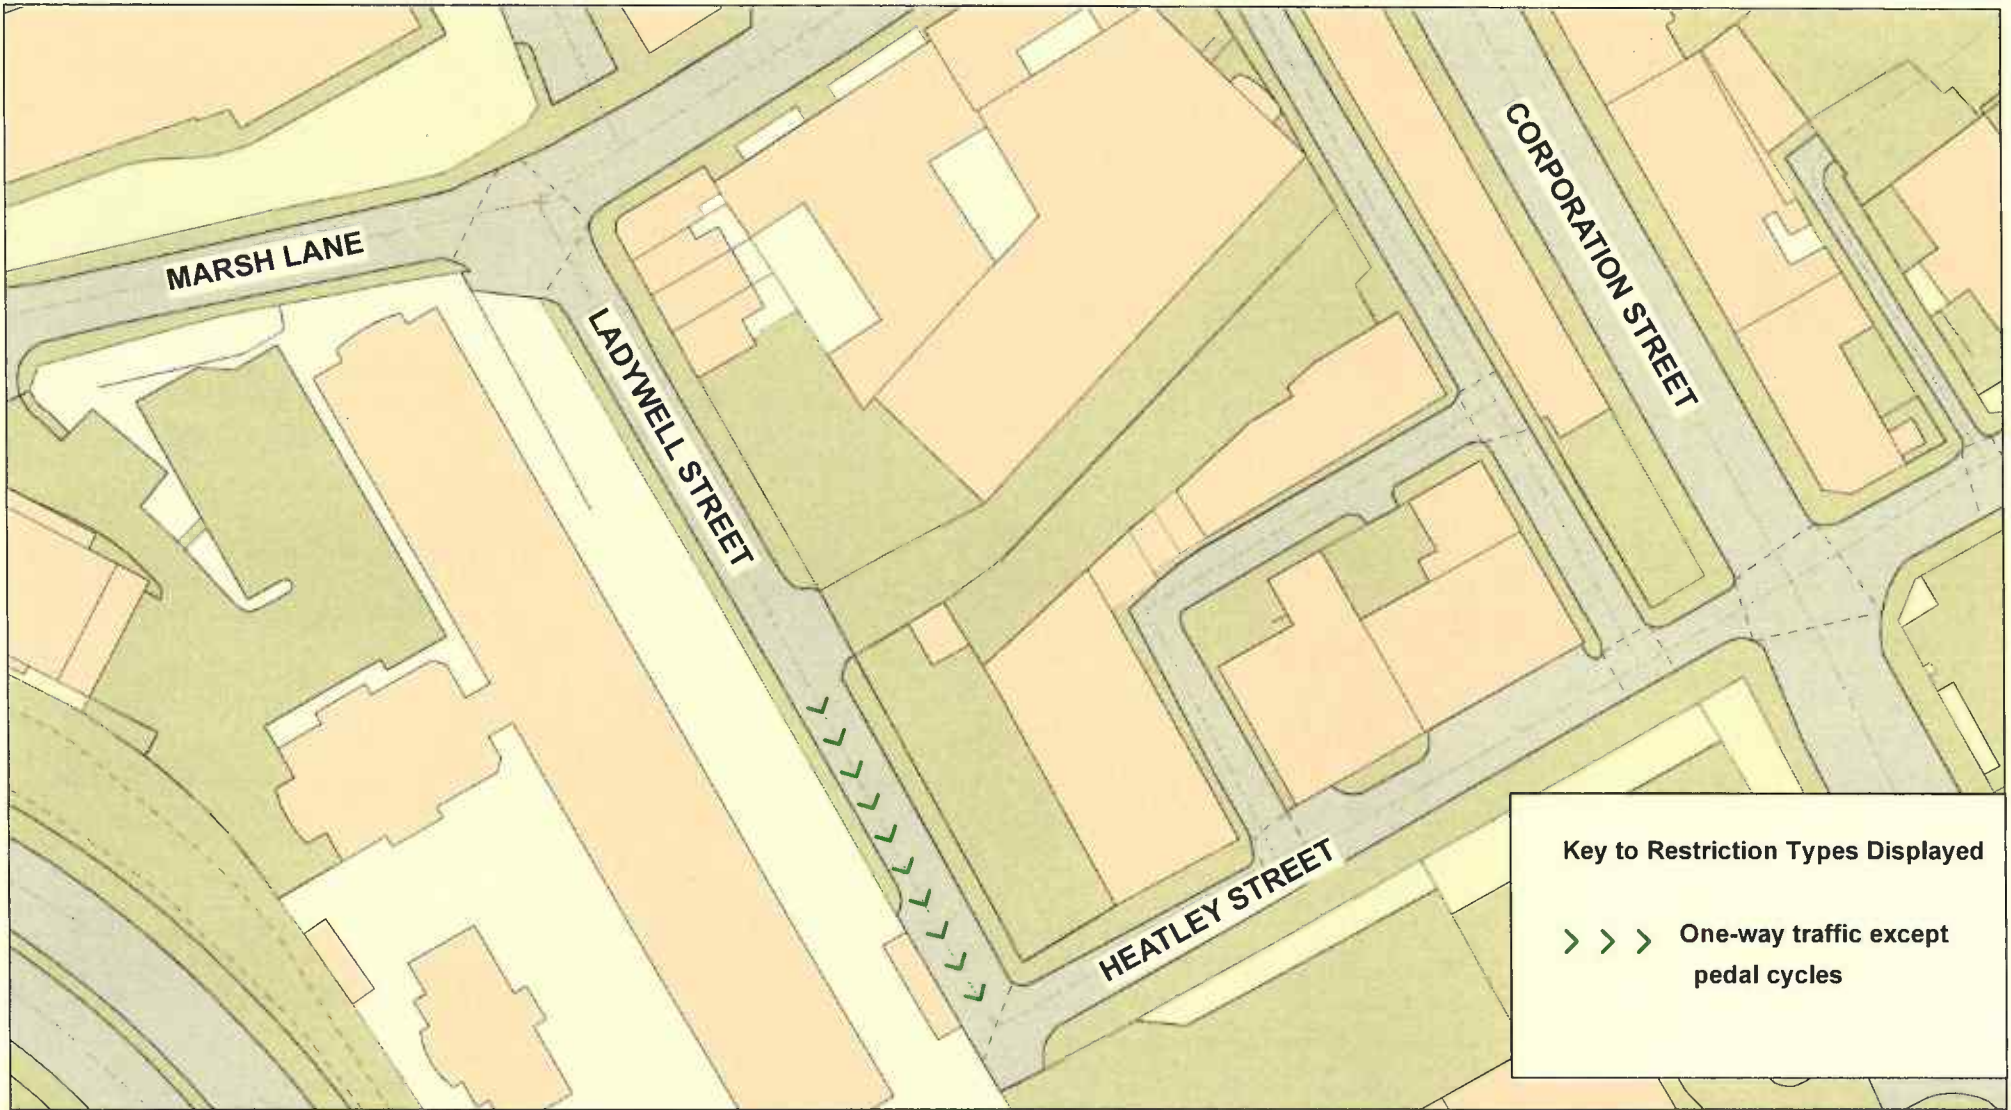 MARSH LANE
LADYWELL STREET
CORPORATION STREET
HEATLEY STREET
Key to Restriction Types Displayed
One-way traffic except
pedal cycles